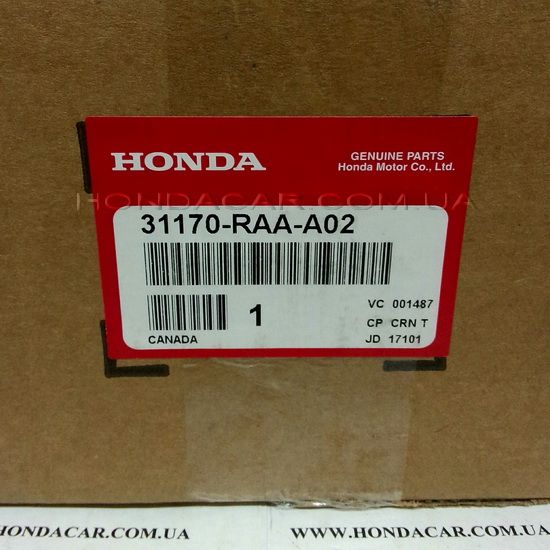 HONDA
GENUINE PARTS
Honda Motor Co., Ltd.
HONDACAR.COM.UA
31170-RAA-A02
1
VC 001487
CP CRN T
CANADA
JD 17101
HONDACAR.COM.UA
WWW.HONDACAR.COM.UA